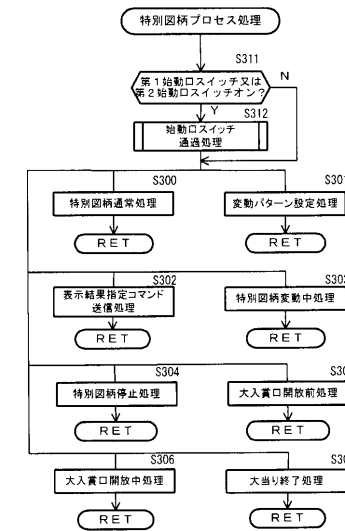 特別図柄プロセス処理
S311
第1始動口スイッチ又は
第2始動口スイッチオン?
N
Y
S312
始動口スイッチ
通過処理
S300
S301
特別図柄通常処理
変動パターン設定処理
RET
RET
S302
表示結果指定コマンド
送信処理
特別図柄変動中処理
RET
RET
S304
特別図柄停止処理
大入賞口開放前処理
RET
RET
S306
大入賞口開放中処理
大当り終了処理
RET
RET